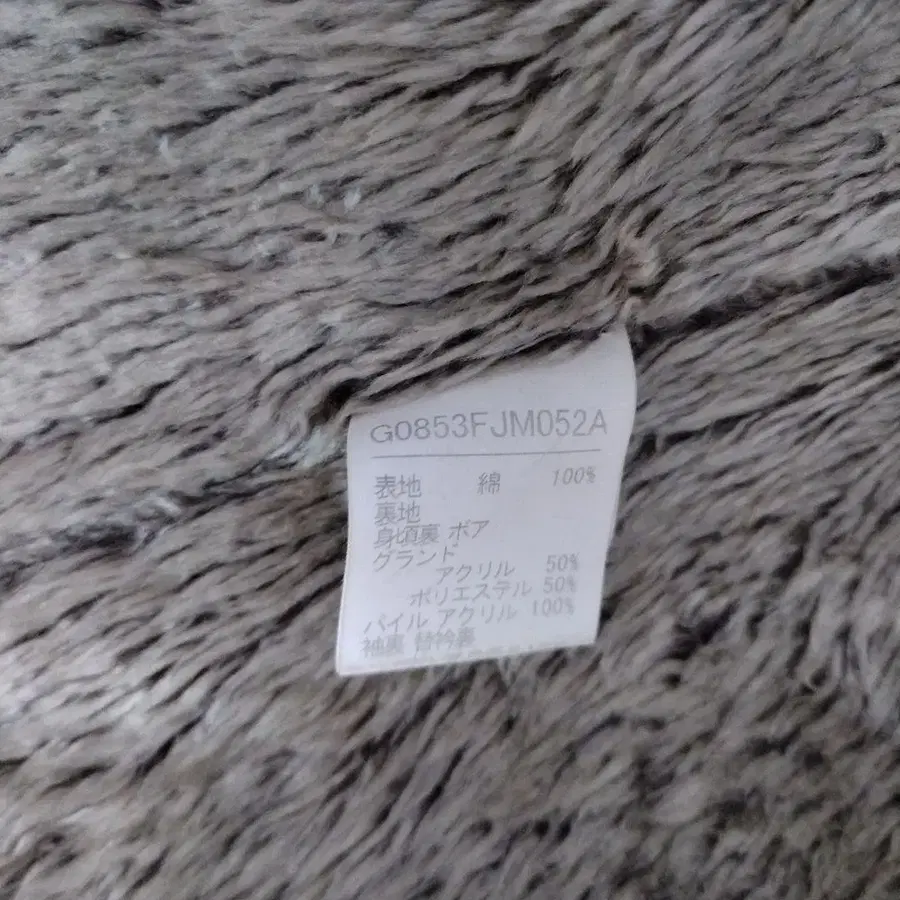 G0853FJM052A
表地 綿 100%
裏地
身頃裏 ボア
グランド
アクリル 50%
ポリエステル 50%
パイル アクリル 100%
袖裏 替衿裏